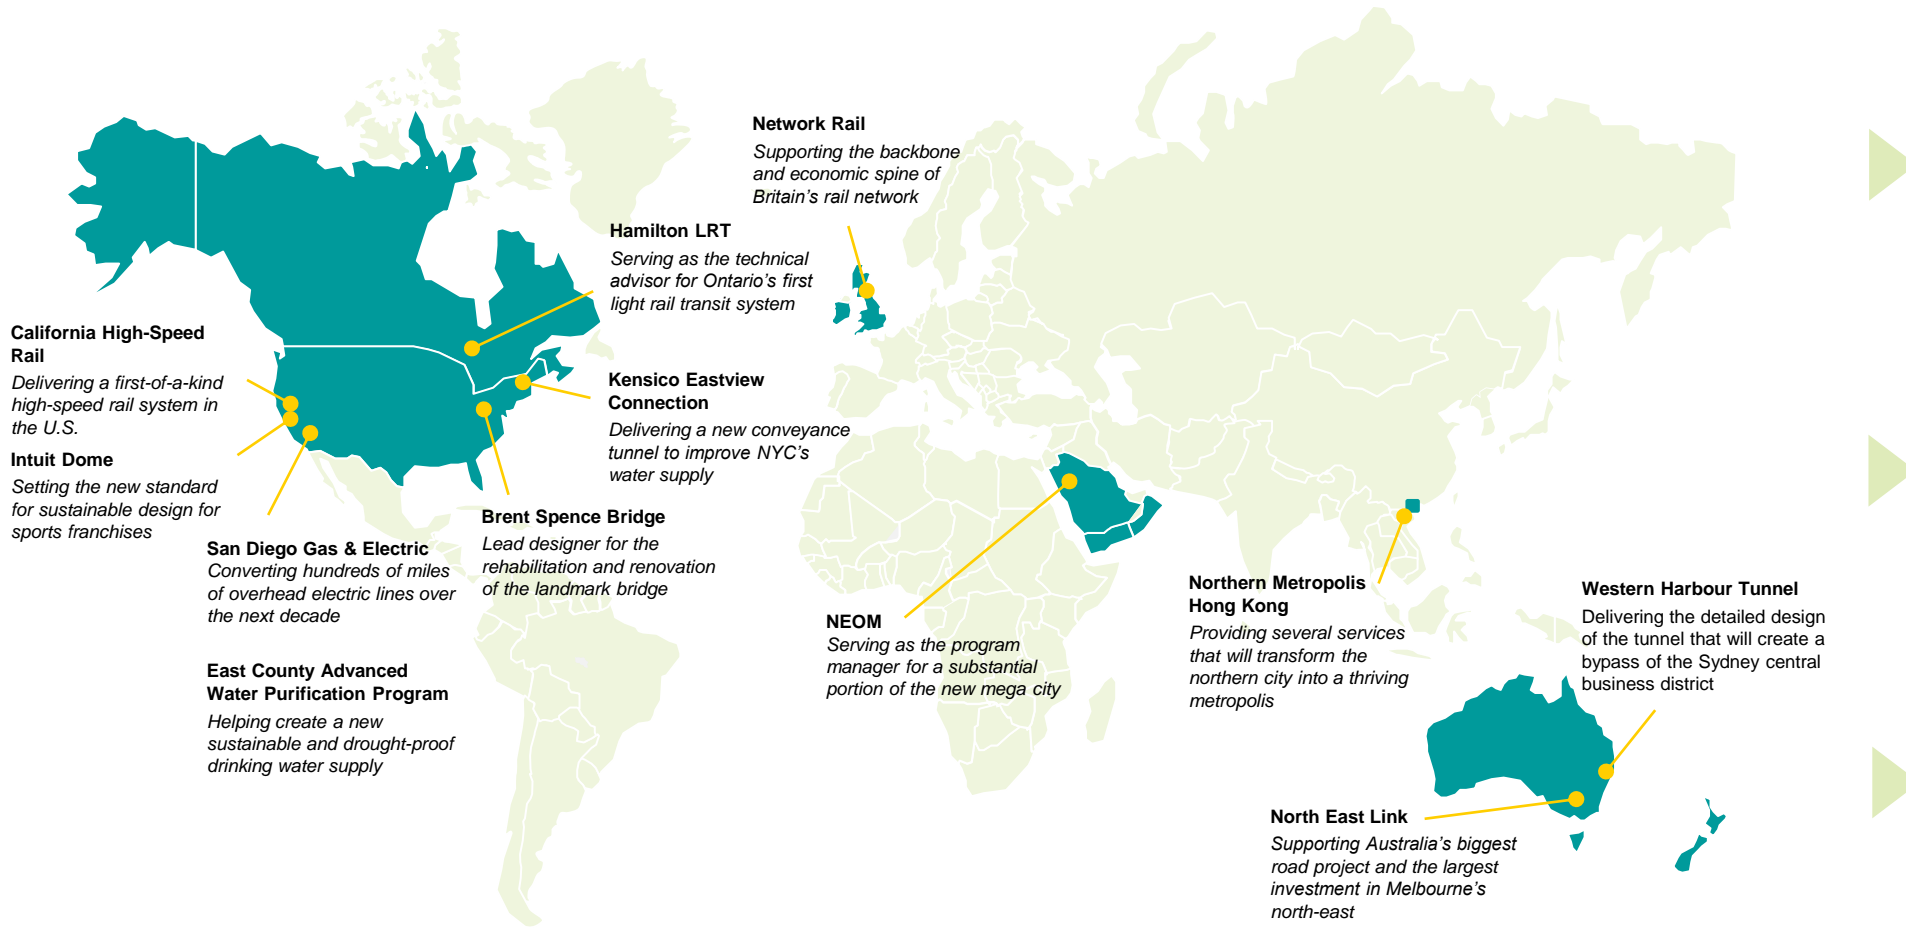 Network Rail
Supporting the backbone
and economic spine of
Britain's rail network
Hamilton LRT
Serving as the technical
advisor for Ontario's first
light rail transit system
California High-Speed
Rail
Delivering a first-of-a-kind
high-speed rail system in
the U.S.
Intuit Dome
Setting the new standard
for sustainable design for
sports franchises
Kensico Eastview
Connection
Delivering a new conveyance
tunnel to improve NYC's
water supply
Brent Spence Bridge
Lead designer for the
rehabilitation and renovation
of the landmark bridge
San Diego Gas & Electric
Converting hundreds of miles
of overhead electric lines over
the next decade
East County Advanced
Water Purification Program
Helping create a new
sustainable and drought-proof
drinking water supply
NEOM
Serving as the program
manager for a substantial
portion of the new mega city
Northern Metropolis
Hong Kong
Providing several services
that will transform the
northern city into a thriving
metropolis
Western Harbour Tunnel
Delivering the detailed design
of the tunnel that will create a
bypass of the Sydney central
business district
North East Link
Supporting Australia's biggest
road project and the largest
investment in Melbourne's
north-east